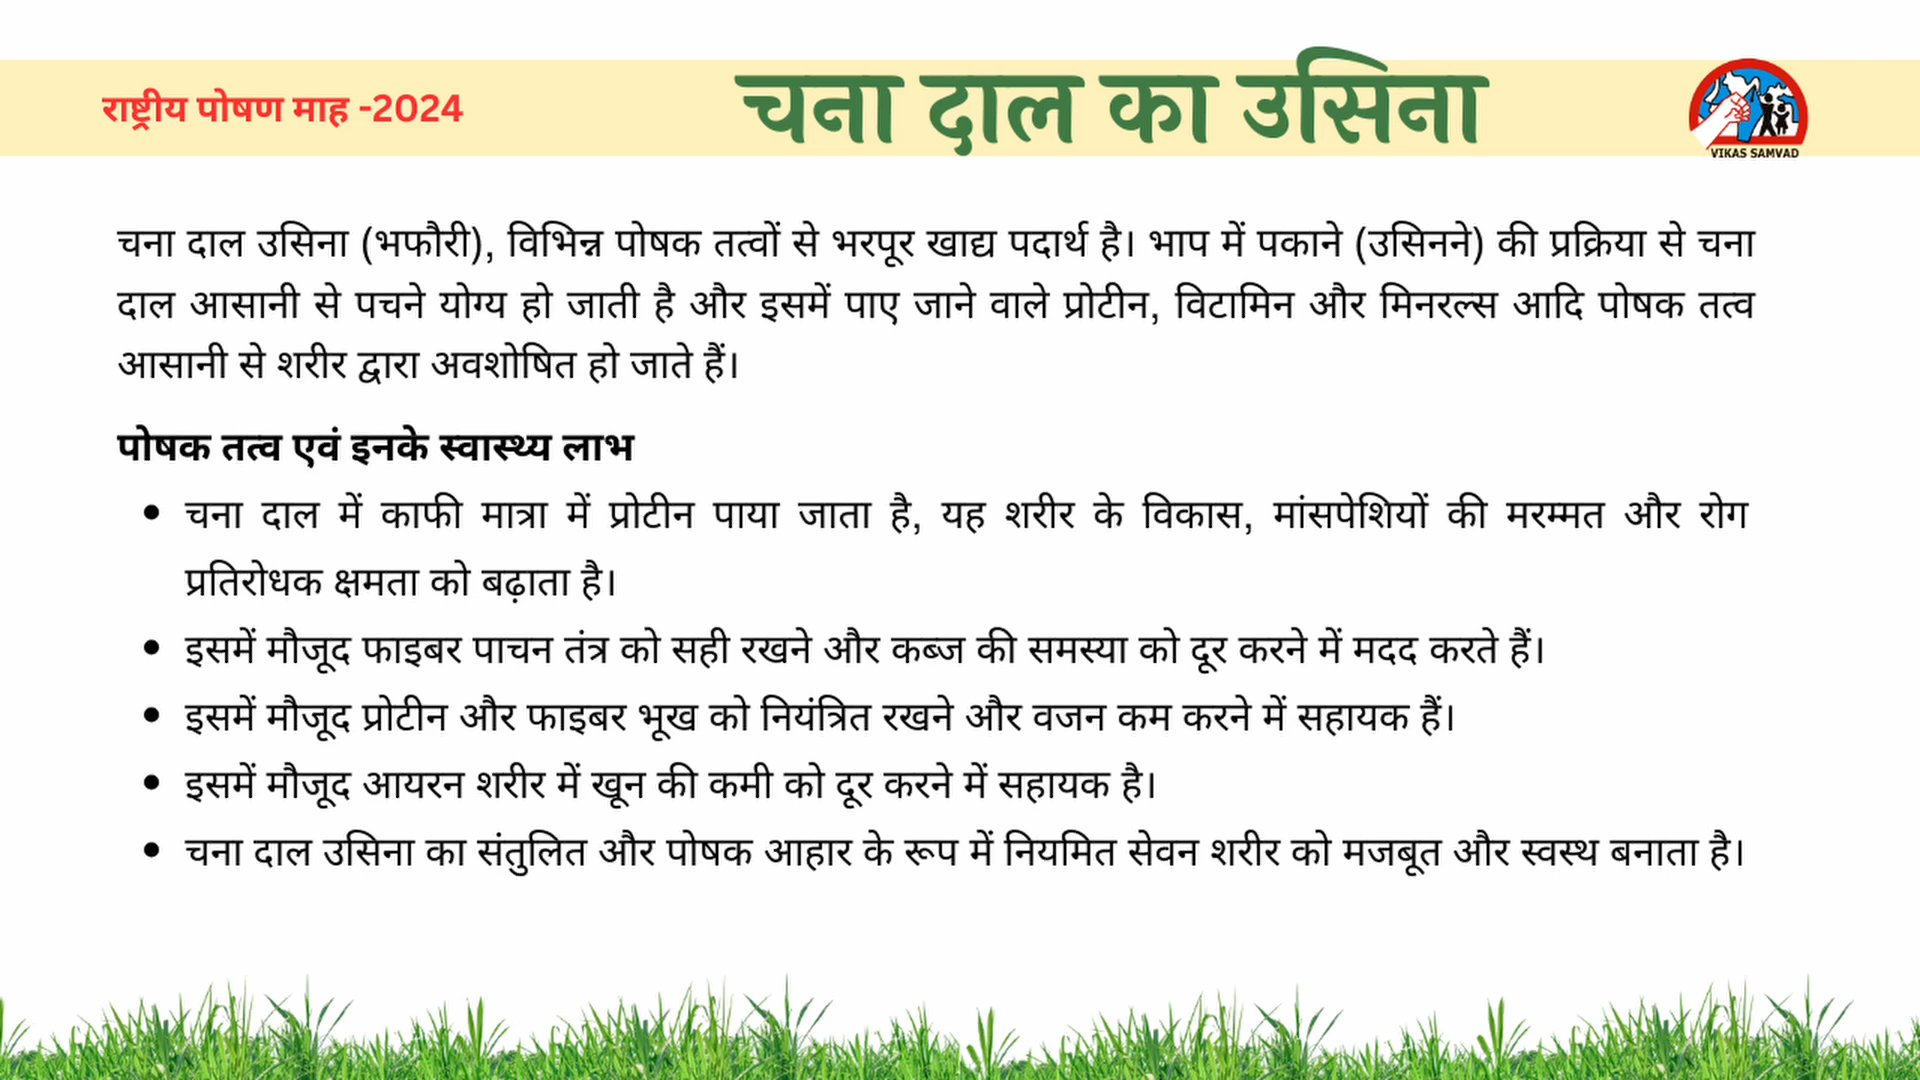 राष्ट्रीय पोषण माह -2024
चना दाल का उसिना
VIKAS SAMVAD
चना दाल उसिना (भफौरी), विभिन्न पोषक तत्वों से भरपूर खाद्य पदार्थ है। भाप में पकाने (उसिनने) की प्रक्रिया से चना
दाल आसानी से पचने योग्य हो जाती है और इसमें पाए जाने वाले प्रोटीन, विटामिन और मिनरल्स आदि पोषक तत्व
आसानी से शरीर द्वारा अवशोषित हो जाते हैं।
पोषक तत्व एवं इनके स्वास्थ्य लाभ
• चना दाल में काफी मात्रा में प्रोटीन पाया जाता है, यह शरीर के विकास, मांसपेशियों की मरम्मत और रोग
प्रतिरोधक क्षमता को बढ़ाता है।
• इसमें मौजूद फाइबर पाचन तंत्र को सही रखने और कब्ज की समस्या को दूर करने में मदद करते हैं।
• इसमें मौजूद प्रोटीन और फाइबर भूख को नियंत्रित रखने और वजन कम करने में सहायक हैं।
• इसमें मौजूद आयरन शरीर में खून की कमी को दूर करने में सहायक है।
• चना दाल उसिना का संतुलित और पोषक आहार के रूप में नियमित सेवन शरीर को मजबूत और स्वस्थ बनाता है।